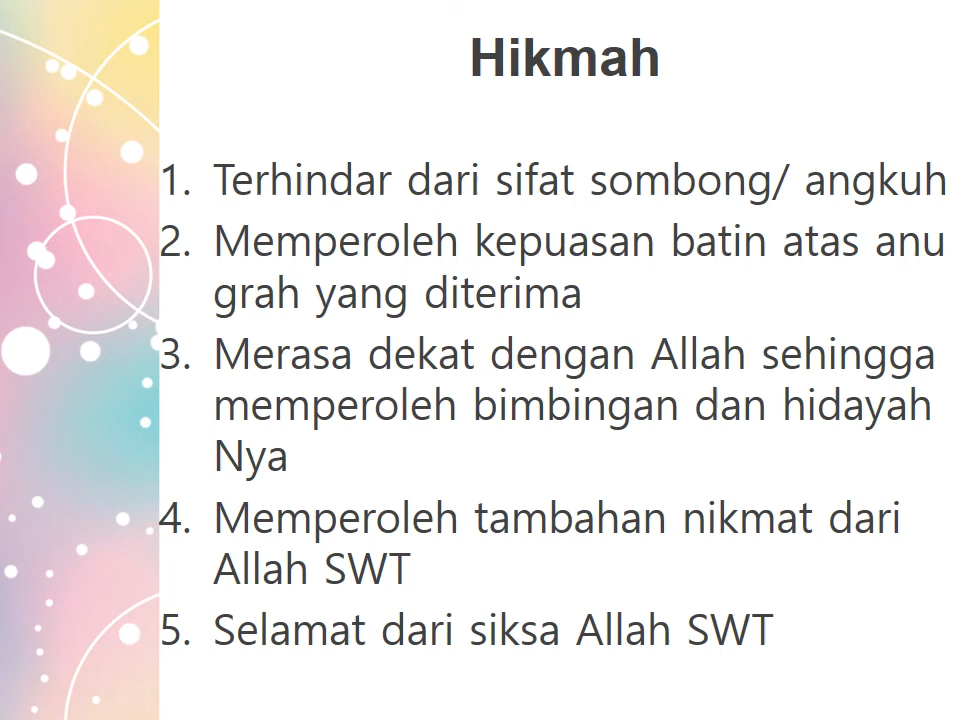 Hikmah
1. Terhindar dari sifat sombong/ angkuh
2. Memperoleh kepuasan batin atas anu
grah yang diterima
3. Merasa dekat dengan Allah sehingga
memperoleh bimbingan dan hidayah
Nya
4. Memperoleh tambahan nikmat dari
Allah SWT
5. Selamat dari siksa Allah SWT